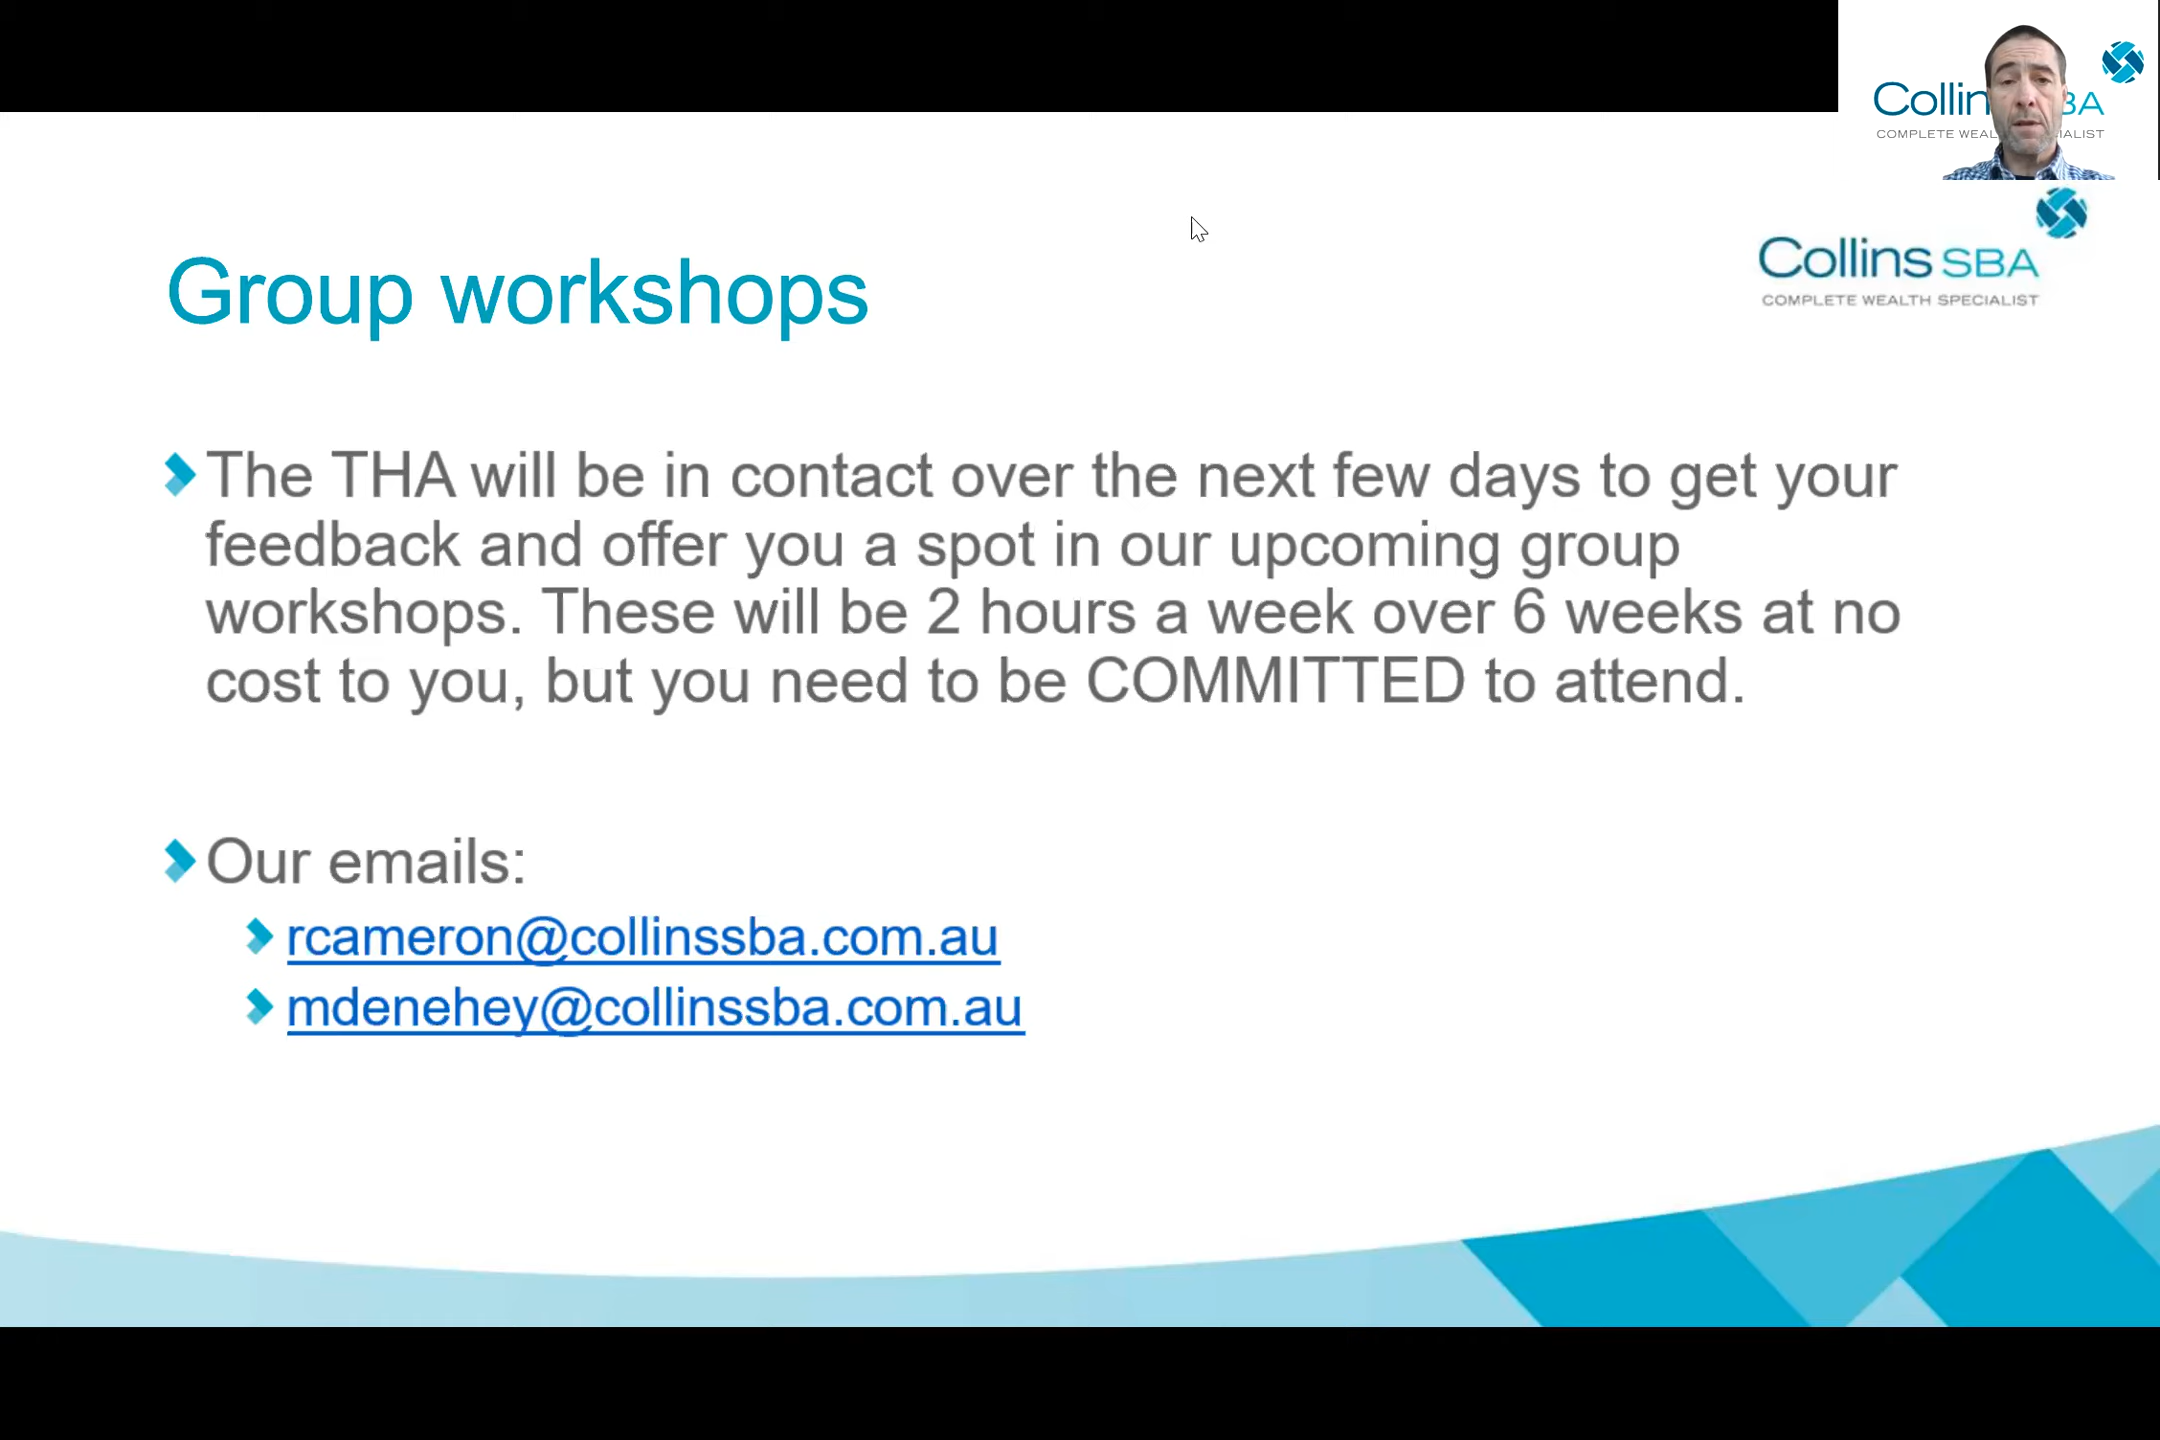 Collin BA
COMPLETE WEAL IALIST
Collins SBA
COMPLETE WEALTH SPECIALIST
Group workshops
The THA will be in contact over the next few days to get your
feedback and offer you a spot in our upcoming group
workshops. These will be 2 hours a week over 6 weeks at no
cost to you, but you need to be COMMITTED to attend.
Our emails:
rcameron@collinssba.com.au
mdenehey@collinssba.com.au